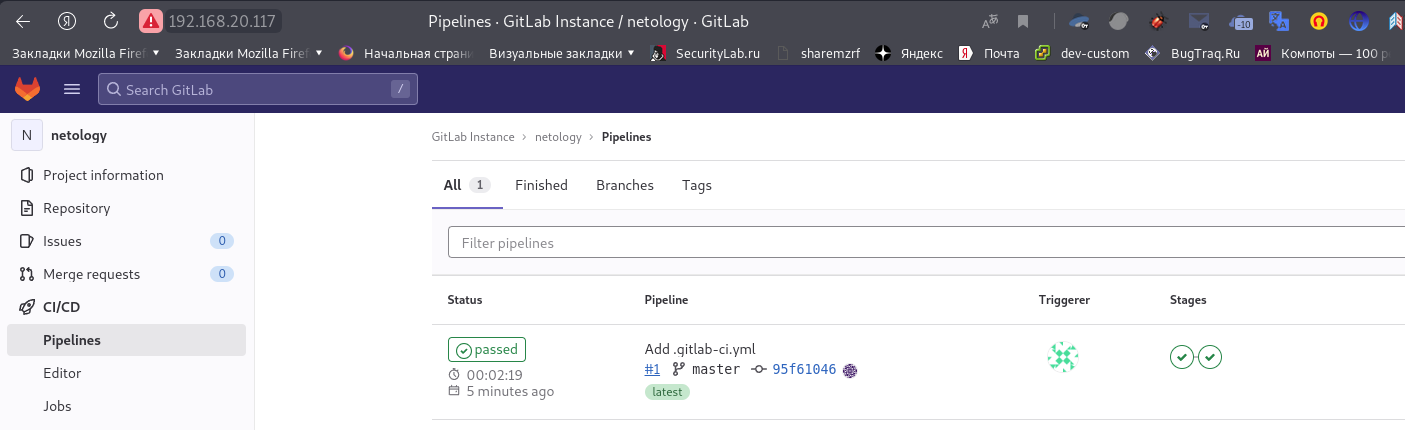 192.168.20.117 Pipelines · GitLab Instance / netology · GitLab -10
Закладки Mozilla Firef Закладки Mozilla Firef Начальная страни Визуальные закладки SecurityLab.ru sharemzrf Яндекс Почта dev-custom BugTraq.Ru АЙ Компоты — 100 р
Search GitLab /
N netology
Project information
Repository
Issues 0
Merge requests 0
CI/CD
Pipelines
Editor
Jobs
GitLab Instance › netology › Pipelines
All 1 Finished Branches Tags
Filter pipelines
Status Pipeline Triggerer Stages
passed
00:02:19
5 minutes ago
Add .gitlab-ci.yml
#1 master 95f61046
latest